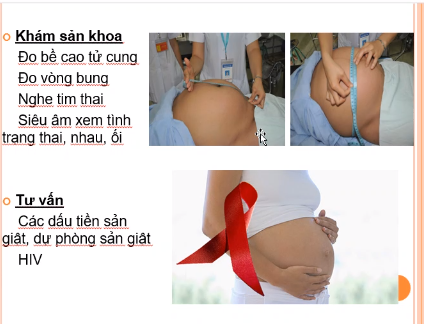 Khám sản khoa
Đo bề cao tử cung
Đo vòng bụng
Nghe tim thai
Siêu âm xem tình
trạng thai, nhau, ối
Tư vấn
Các dấu tiền sản
giật, dự phòng sản giật
HIV